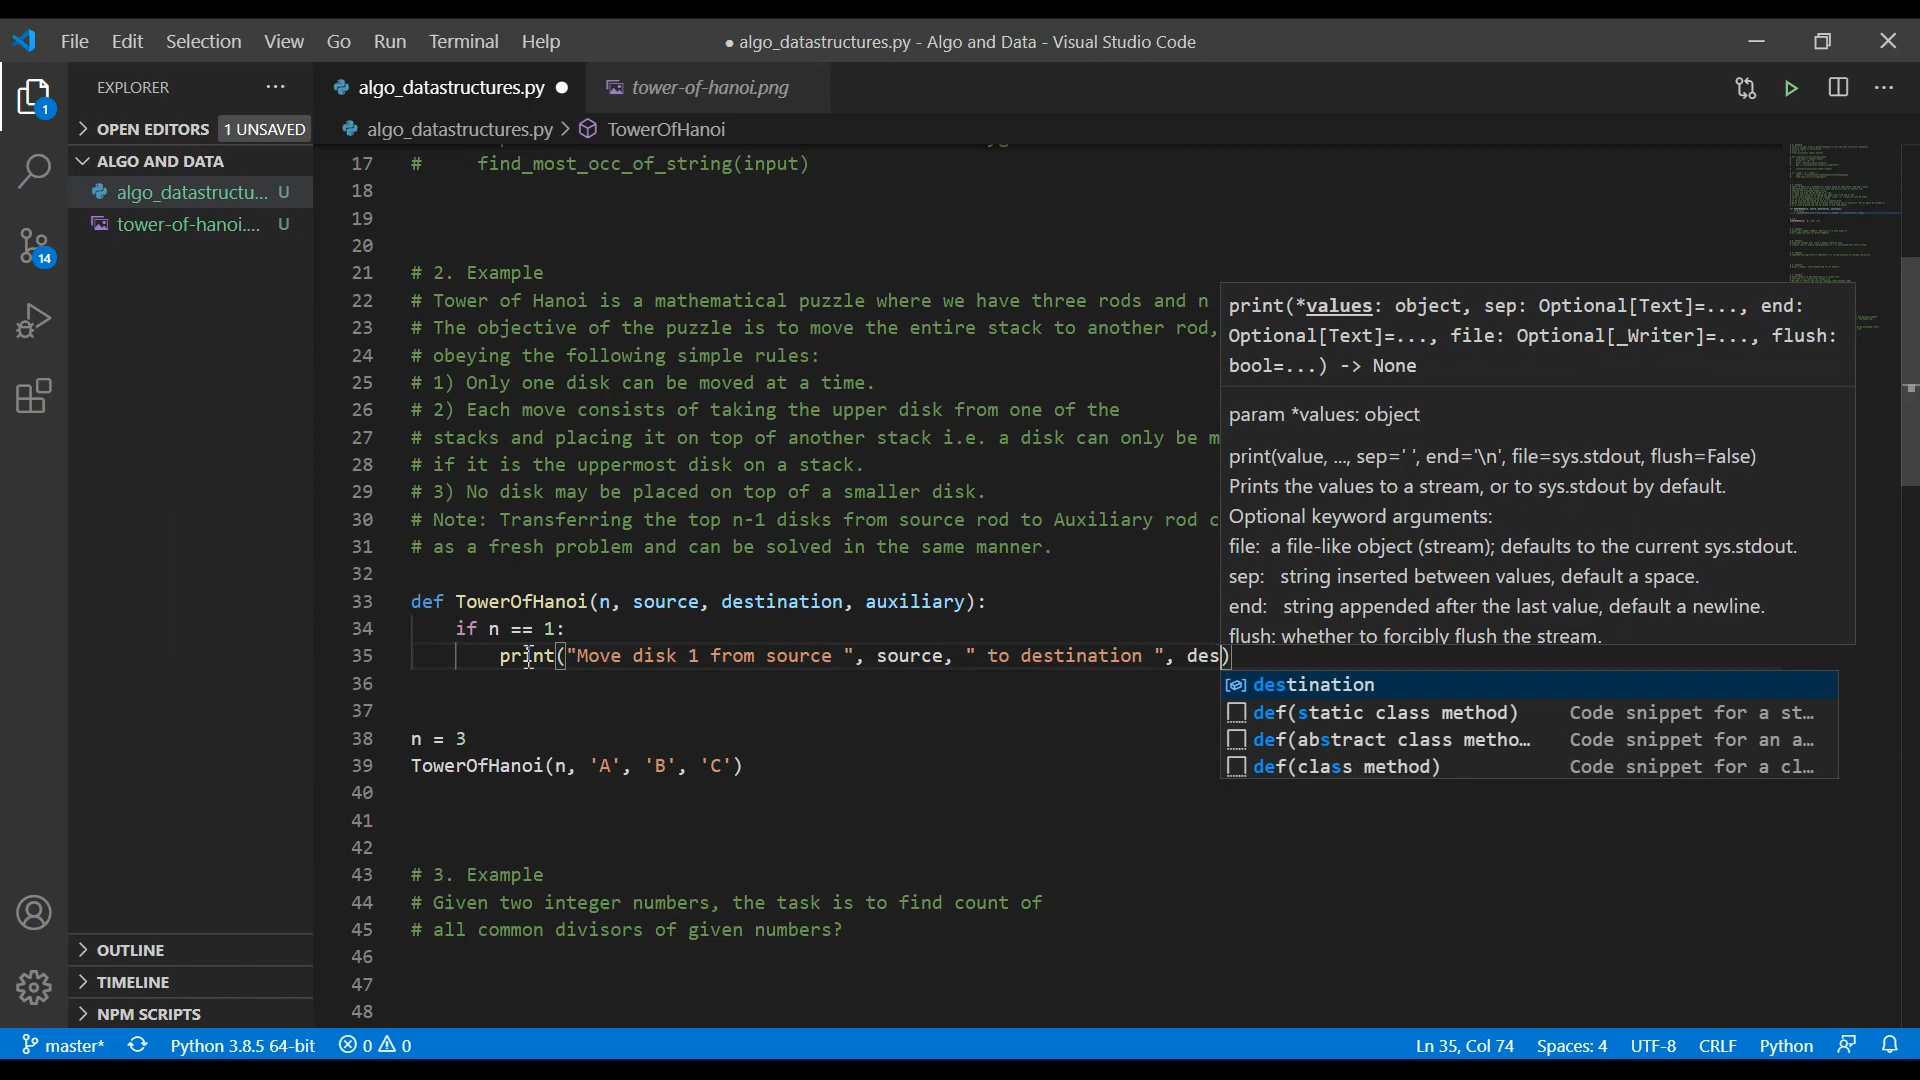 File Edit Selection View Go Run Terminal Help
● algo_datastructures.py - Algo and Data - Visual Studio Code
EXPLORER
algo_datastructures.py ●
tower-of-hanoi.png
OPEN EDITORS 1 UNSAVED
algo_datastructures.py > TowerOfHanoi
ALGO AND DATA
algo_datastructu... U
tower-of-hanoi.... U
1
14
17 # find_most_occ_of_string(input)
18
19
20
21 # 2. Example
22 # Tower of Hanoi is a mathematical puzzle where we have three rods and n
23 # The objective of the puzzle is to move the entire stack to another rod,
24 # obeying the following simple rules:
25 # 1) Only one disk can be moved at a time.
26 # 2) Each move consists of taking the upper disk from one of the
27 # stacks and placing it on top of another stack i.e. a disk can only be m
28 # if it is the uppermost disk on a stack.
29 # 3) No disk may be placed on top of a smaller disk.
30 # Note: Transferring the top n-1 disks from source rod to Auxiliary rod c
31 # as a fresh problem and can be solved in the same manner.
32
33 def TowerOfHanoi(n, source, destination, auxiliary):
34 if n == 1:
35 print("Move disk 1 from source ", source, " to destination ", des)
36
37
38 n = 3
39 TowerOfHanoi(n, 'A', 'B', 'C')
40
41
42
43 # 3. Example
44 # Given two integer numbers, the task is to find count of
45 # all common divisors of given numbers?
46
47
48
print(*values: object, sep: Optional[Text]=..., end:
Optional[Text]=..., file: Optional[_Writer]=..., flush:
bool=...) -> None
param *values: object
print(value, ..., sep=' ', end='\n', file=sys.stdout, flush=False)
Prints the values to a stream, or to sys.stdout by default.
Optional keyword arguments:
file: a file-like object (stream); defaults to the current sys.stdout.
sep: string inserted between values, default a space.
end: string appended after the last value, default a newline.
flush: whether to forcibly flush the stream.
destination
def(static class method) Code snippet for a st...
def(abstract class metho... Code snippet for an a...
def(class method) Code snippet for a cl...
OUTLINE
TIMELINE
NPM SCRIPTS
master* Python 3.8.5 64-bit 0 0 Ln 35, Col 74 Spaces: 4 UTF-8 CRLF Python